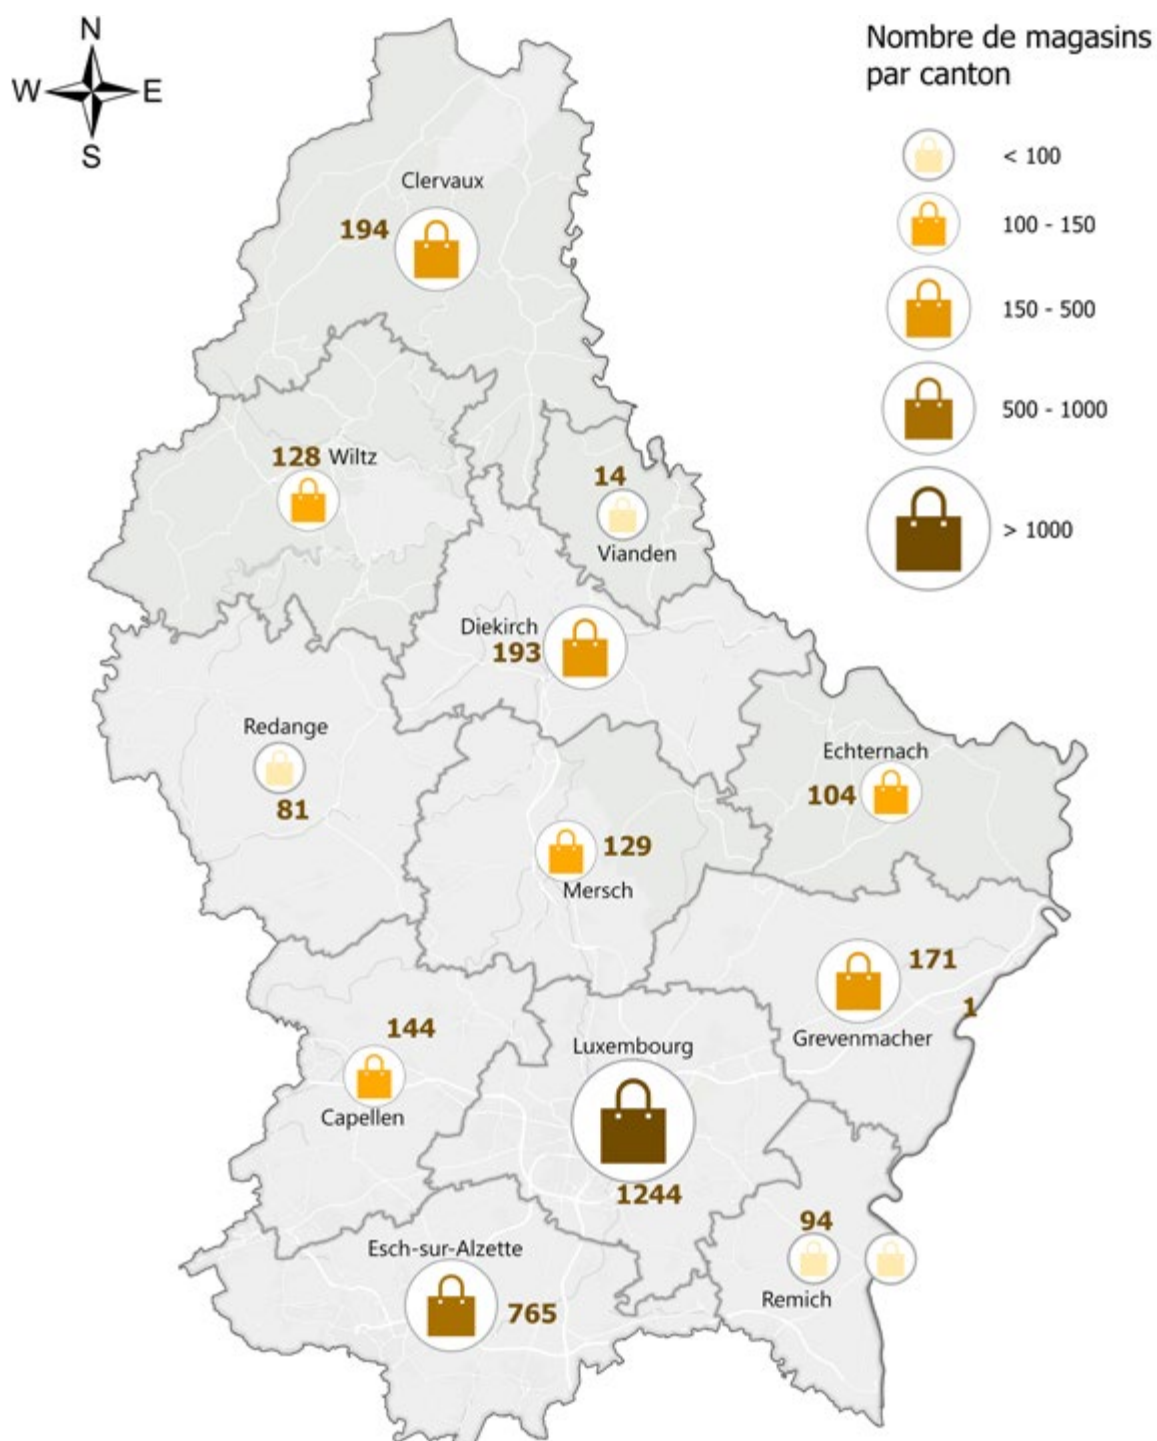 N
W E
S
Nombre de magasins
par canton
< 100
100 - 150
150 - 500
500 - 1000
> 1000
Clervaux
194
128 Wiltz
14
Vianden
Diekirch
193
Redange
81
Echternach
104
129
Mersch
171
1
Grevenmacher
144
Capellen
Luxembourg
1244
94
Remich
Esch-sur-Alzette
765